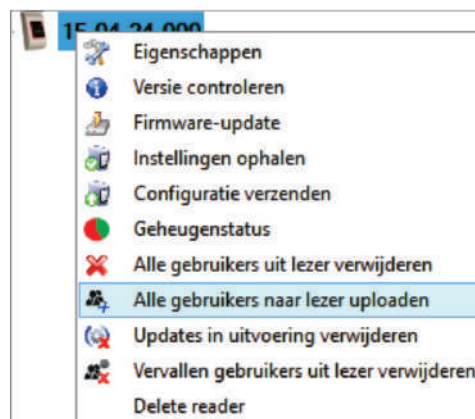 15-04-24-000
Eigenschappen
Versie controleren
Firmware-update
Instellingen ophalen
Configuratie verzenden
Geheugenstatus
Alle gebruikers uit lezer verwijderen
Alle gebruikers naar lezer uploaden
Updates in uitvoering verwijderen
Vervallen gebruikers uit lezer verwijderen
Delete reader